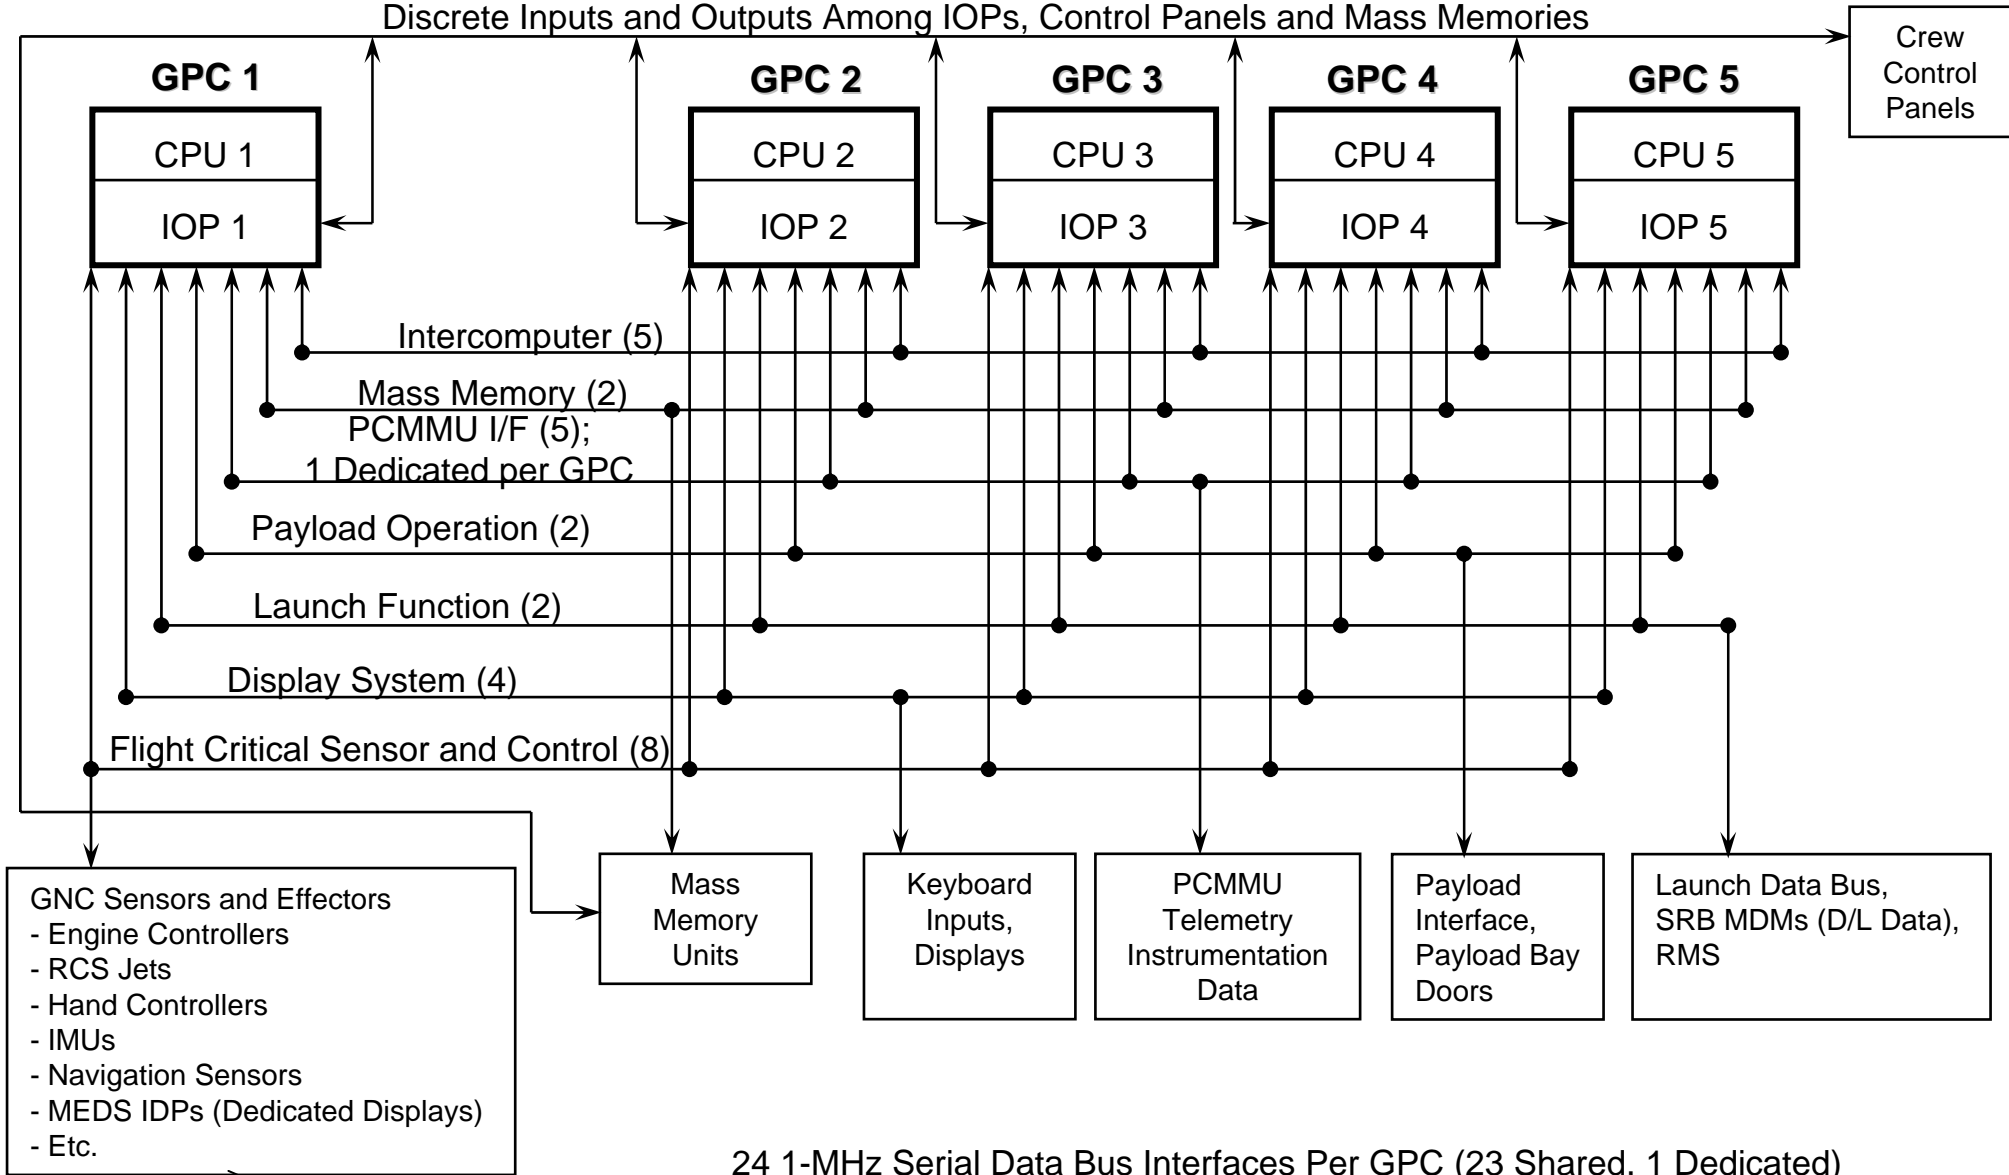 Discrete Inputs and Outputs Among IOPs, Control Panels and Mass Memories
Crew
Control
Panels
GPC 1
GPC 2
GPC 3
GPC 4
GPC 5
CPU 1
CPU 2
CPU 3
CPU 4
CPU 5
IOP 1
IOP 2
IOP 3
IOP 4
IOP 5
Intercomputer (5)
Mass Memory (2)
PCMMU I/F (5);
1 Dedicated per GPC
Payload Operation (2)
Launch Function (2)
Display System (4)
Flight Critical Sensor and Control (8)
GNC Sensors and Effectors
- Engine Controllers
- RCS Jets
- Hand Controllers
- IMUs
- Navigation Sensors
- MEDS IDPs (Dedicated Displays)
- Etc.
Mass
Memory
Units
Keyboard
Inputs,
Displays
PCMMU
Telemetry
Instrumentation
Data
Payload
Interface,
Payload Bay
Doors
Launch Data Bus,
SRB MDMs (D/L Data),
RMS
24 1-MHz Serial Data Bus Interfaces Per GPC (23 Shared, 1 Dedicated)